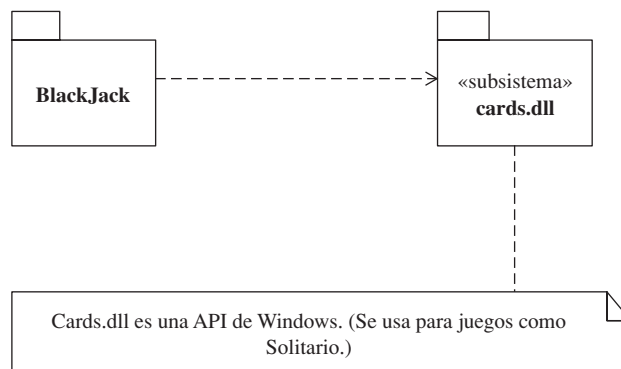 BlackJack
«subsistema»
cards.dll
Cards.dll es una API de Windows. (Se usa para juegos como
Solitario.)